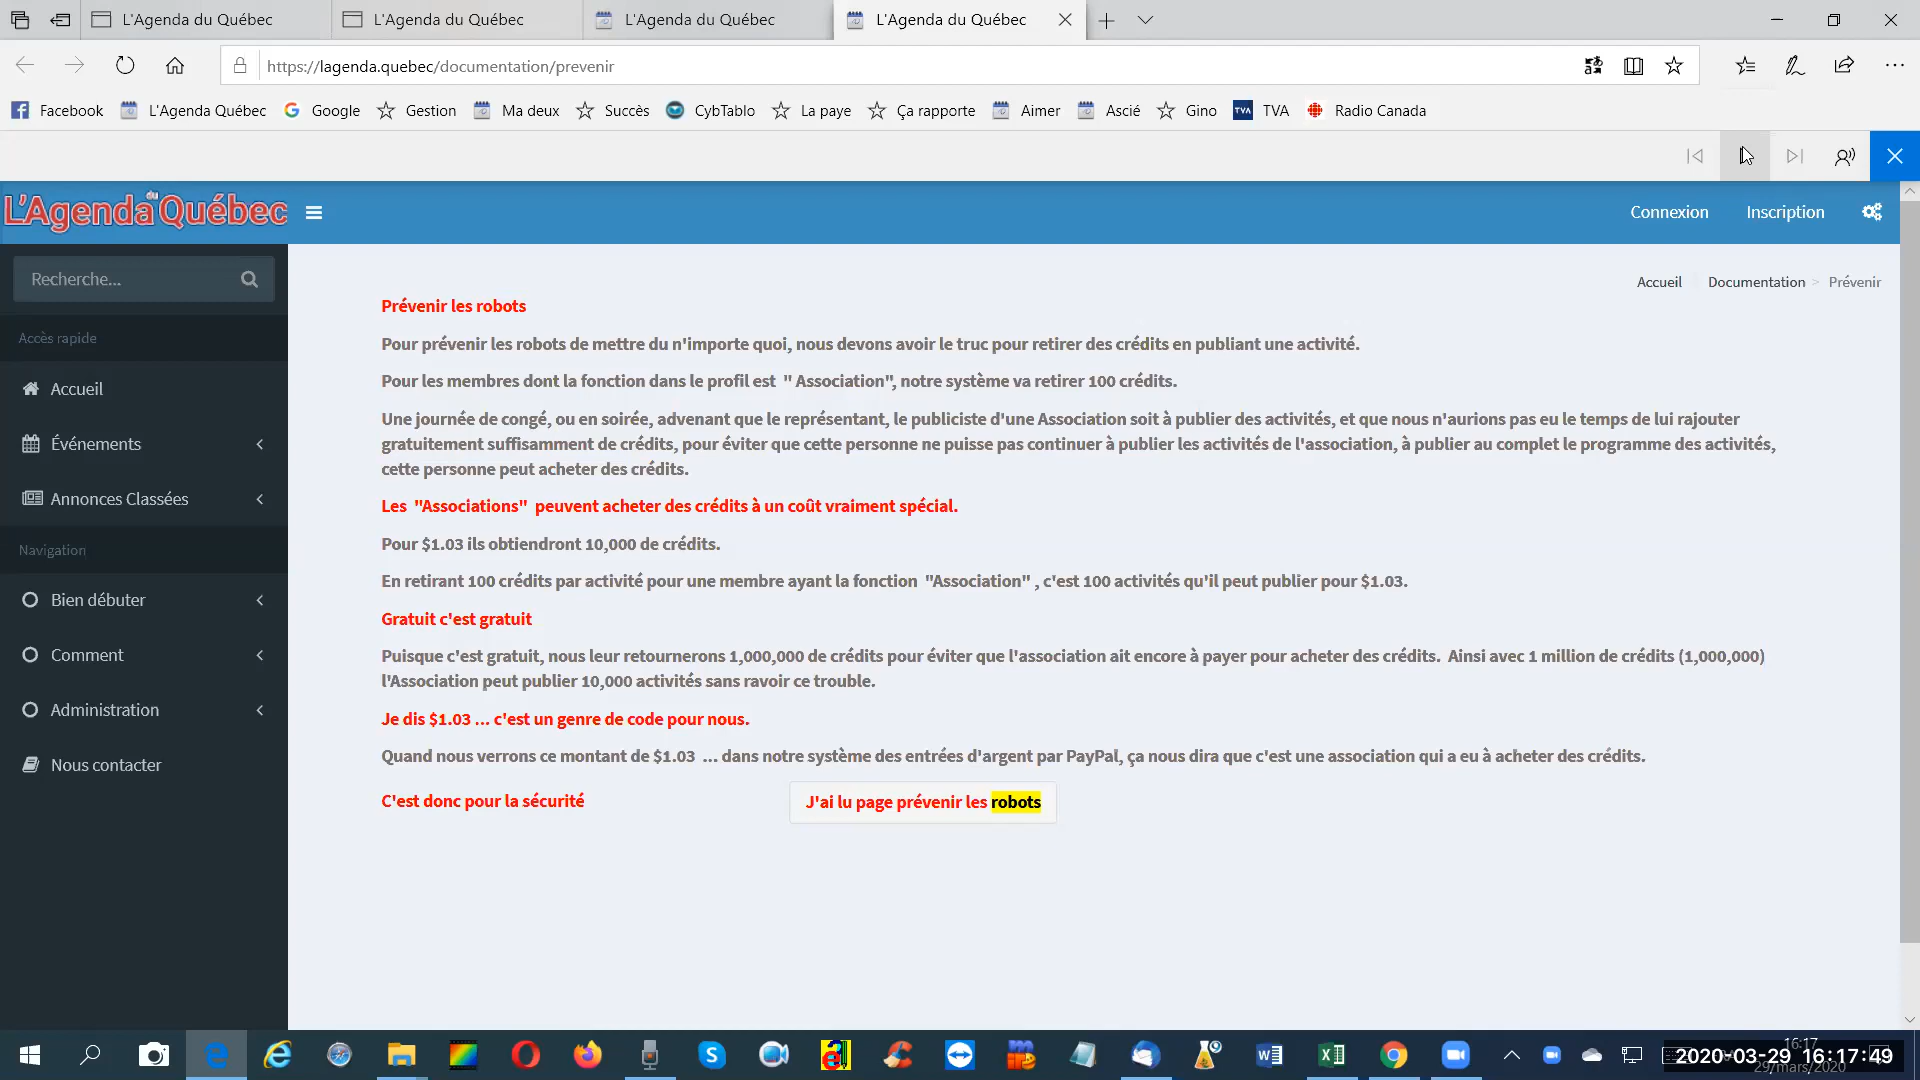 L'Agenda du Québec
L'Agenda du Québec
L'Agenda du Québec
L'Agenda du Québec
https://lagenda.quebec/documentation/prevenir
Facebook L'Agenda Québec Google Gestion Ma deux Succès CybTablo La paye Ça rapporte Aimer Ascié Gino TVA TVA Radio Canada
L'Agenda du Québec
Connexion Inscription
Recherche...
Accueil Documentation > Prévenir
Accès rapide
Accueil
Événements
Annonces Classées
Navigation
Bien débuter
Comment
Administration
Nous contacter
Prévenir les robots
Pour prévenir les robots de mettre du n'importe quoi, nous devons avoir le truc pour retirer des crédits en publiant une activité.
Pour les membres dont la fonction dans le profil est " Association", notre système va retirer 100 crédits.
Une journée de congé, ou en soirée, advenant que le représentant, le publiciste d'une Association soit à publier des activités, et que nous n'aurions pas eu le temps de lui rajouter
gratuitement suffisamment de crédits, pour éviter que cette personne ne puisse pas continuer à publier les activités de l'association, à publier au complet le programme des activités,
cette personne peut acheter des crédits.
Les "Associations" peuvent acheter des crédits à un coût vraiment spécial.
Pour $1.03 ils obtiendront 10,000 de crédits.
En retirant 100 crédits par activité pour une membre ayant la fonction "Association" , c'est 100 activités qu'il peut publier pour $1.03.
Gratuit c'est gratuit
Puisque c'est gratuit, nous leur retournerons 1,000,000 de crédits pour éviter que l'association ait encore à payer pour acheter des crédits. Ainsi avec 1 million de crédits (1,000,000)
l'Association peut publier 10,000 activités sans ravoir ce trouble.
Je dis $1.03 ... c'est un genre de code pour nous.
Quand nous verrons ce montant de $1.03 ... dans notre système des entrées d'argent par PayPal, ça nous dira que c'est une association qui a eu à acheter des crédits.
C'est donc pour la sécurité
J'ai lu page prévenir les robots
16:17
2020-03-29 16:17:49
29/mars/2020